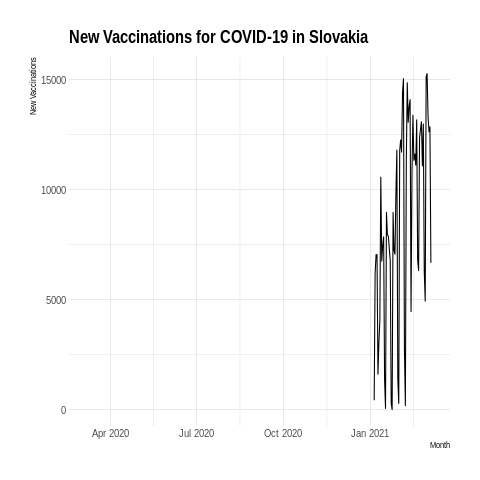 New Vaccinations for COVID-19 in Slovakia
New Vaccinations
15000
10000
5000
0
Apr 2020 Jul 2020 Oct 2020 Jan 2021
Month